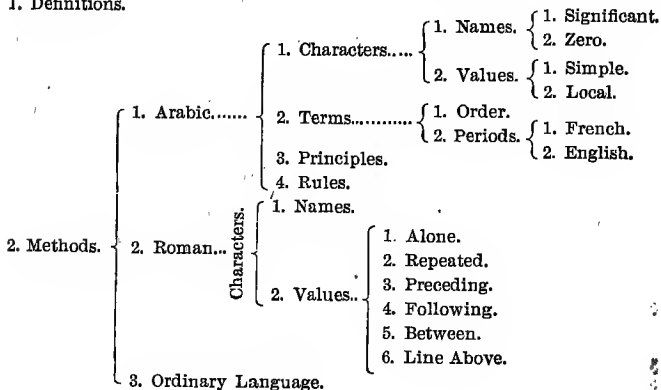 1. Definitions.
1. Names.
1. Significant.
2. Zero.
1. Characters.....
2. Values.
1. Simple.
2. Local.
1. Arabic.......
2. Terms............
1. Order.
2. Periods.
1. French.
2. English.
3. Principles.
4. Rules.
2. Methods.
2. Roman...
Characters.
1. Names.
2. Values..
1. Alone.
2. Repeated.
3. Preceding.
4. Following.
5. Between.
6. Line Above.
3. Ordinary Language.